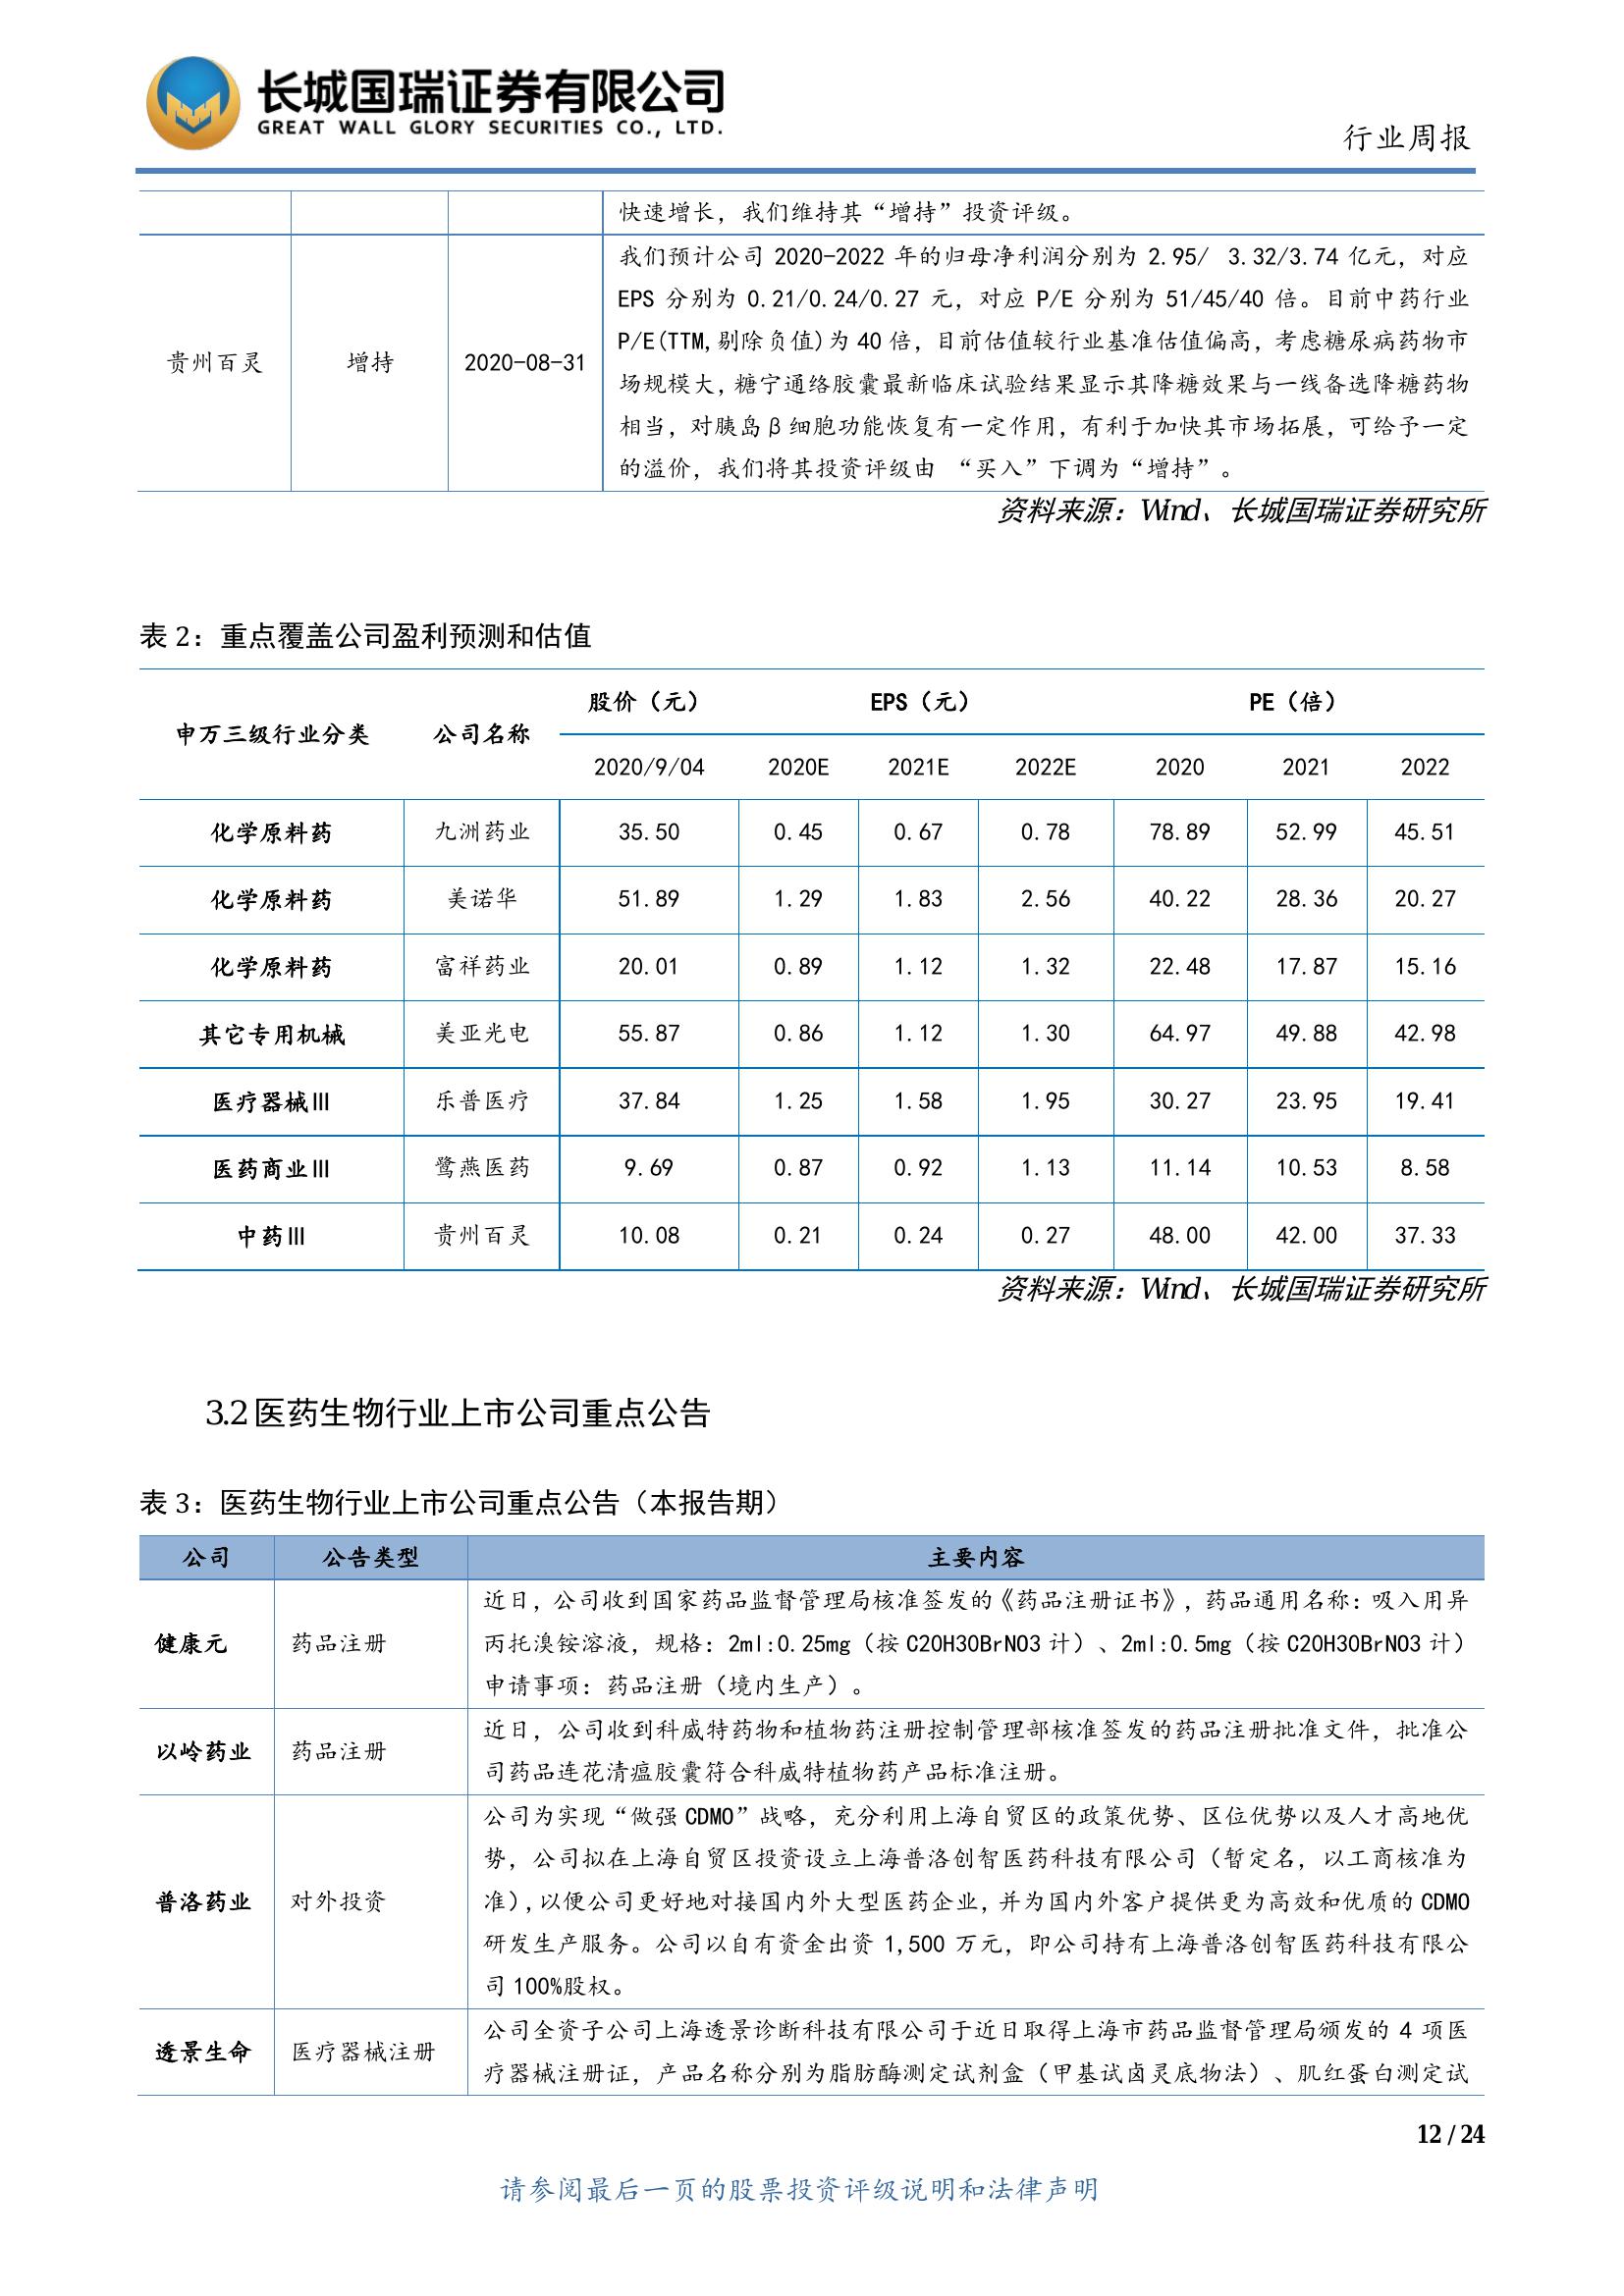 长城国瑞证券有限公司
GREAT WALL GLORY SECURITIES CO., LTD.
行业周报
快速增长，我们维持其“增持”投资评级。
贵州百灵 增持 2020-08-31
我们预计公司 2020-2022 年的归母净利润分别为 2.95/ 3.32/3.74 亿元，对应
EPS 分别为 0.21/0.24/0.27 元，对应 P/E 分别为 51/45/40 倍。目前中药行业
P/E(TTM,剔除负值)为 40 倍，目前估值较行业基准估值偏高，考虑糖尿病药物市
场规模大，糖宁通络胶囊最新临床试验结果显示其降糖效果与一线备选降糖药物
相当，对胰岛β细胞功能恢复有一定作用，有利于加快其市场拓展，可给予一定
的溢价，我们将其投资评级由 “买入”下调为“增持”。
资料来源：Wind、长城国瑞证券研究所
表 2：重点覆盖公司盈利预测和估值
申万三级行业分类 公司名称 股价（元） EPS（元） PE（倍）
2020/9/04 2020E 2021E 2022E 2020 2021 2022
化学原料药 九洲药业 35.50 0.45 0.67 0.78 78.89 52.99 45.51
化学原料药 美诺华 51.89 1.29 1.83 2.56 40.22 28.36 20.27
化学原料药 富祥药业 20.01 0.89 1.12 1.32 22.48 17.87 15.16
其它专用机械 美亚光电 55.87 0.86 1.12 1.30 64.97 49.88 42.98
医疗器械Ⅲ 乐普医疗 37.84 1.25 1.58 1.95 30.27 23.95 19.41
医药商业Ⅲ 鹭燕医药 9.69 0.87 0.92 1.13 11.14 10.53 8.58
中药Ⅲ 贵州百灵 10.08 0.21 0.24 0.27 48.00 42.00 37.33
资料来源：Wind、长城国瑞证券研究所
3.2 医药生物行业上市公司重点公告
表 3：医药生物行业上市公司重点公告（本报告期）
公司 公告类型 主要内容
健康元 药品注册
近日，公司收到国家药品监督管理局核准签发的《药品注册证书》，药品通用名称：吸入用异
丙托溴铵溶液，规格：2ml:0.25mg（按 C20H30BrNO3 计）、2ml:0.5mg（按 C20H30BrNO3 计）
申请事项：药品注册（境内生产）。
以岭药业 药品注册
近日，公司收到科威特药物和植物药注册控制管理部核准签发的药品注册批准文件，批准公
司药品连花清瘟胶囊符合科威特植物药产品标准注册。
普洛药业 对外投资
公司为实现“做强 CDMO”战略，充分利用上海自贸区的政策优势、区位优势以及人才高地优
势，公司拟在上海自贸区投资设立上海普洛创智医药科技有限公司（暂定名，以工商核准为
准），以便公司更好地对接国内外大型医药企业，并为国内外客户提供更为高效和优质的 CDMO
研发生产服务。公司以自有资金出资 1,500 万元，即公司持有上海普洛创智医药科技有限公
司 100%股权。
透景生命 医疗器械注册
公司全资子公司上海透景诊断科技有限公司于近日取得上海市药品监督管理局颁发的 4 项医
疗器械注册证，产品名称分别为脂肪酶测定试剂盒（甲基试卤灵底物法）、肌红蛋白测定试
12 / 24
请参阅最后一页的股票投资评级说明和法律声明